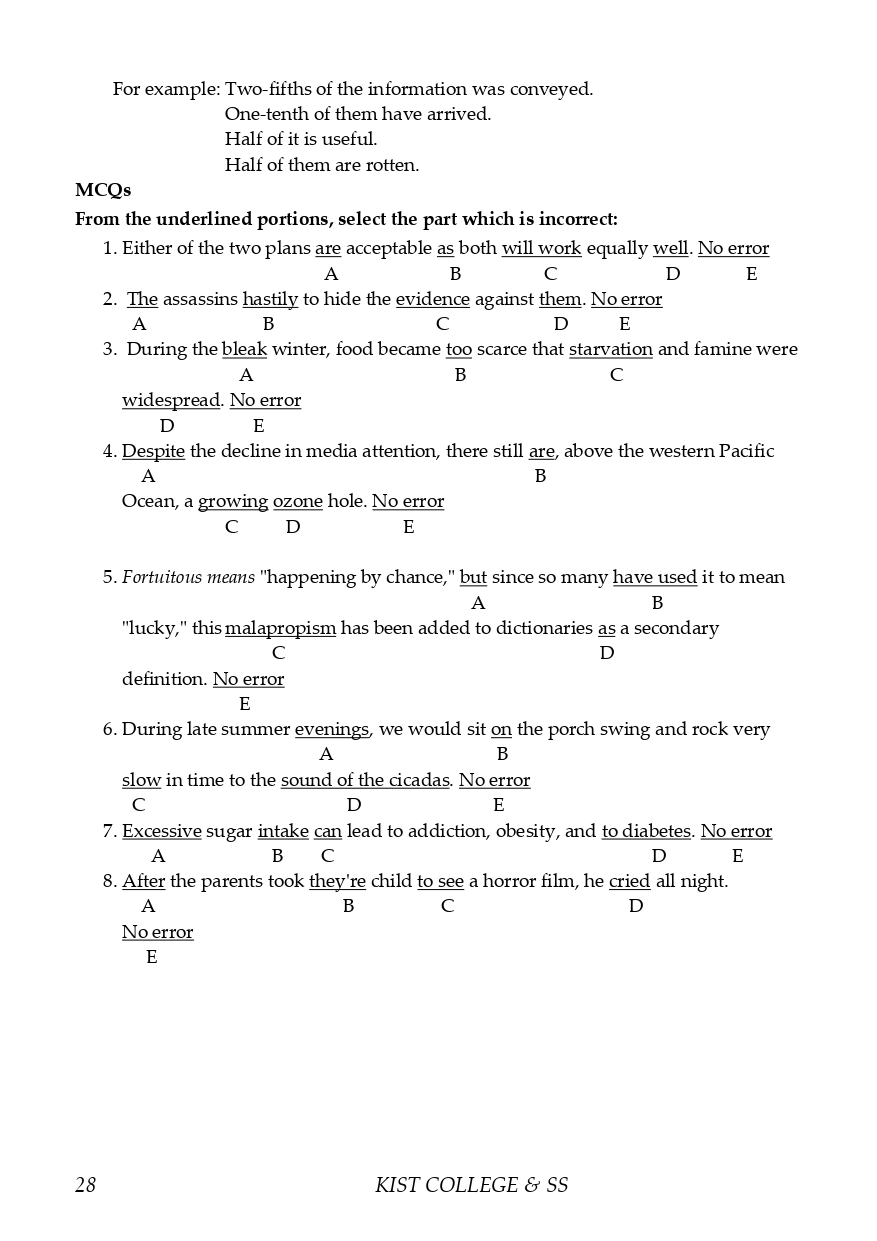 For example: Two-fifths of the information was conveyed.
One-tenth of them have arrived.
Half of it is useful.
Half of them are rotten.
MCQs
From the underlined portions, select the part which is incorrect:
1. Either of the two plans are acceptable as both will work equally well. No error
A B C D E
2. The assassins hastily to hide the evidence against them. No error
A B C D E
3. During the bleak winter, food became too scarce that starvation and famine were
A B C
widespread. No error
D E
4. Despite the decline in media attention, there still are, above the western Pacific
A B
Ocean, a growing ozone hole. No error
C D E
5. Fortuitous means "happening by chance," but since so many have used it to mean
A B
"lucky," this malapropism has been added to dictionaries as a secondary
C D
definition. No error
E
6. During late summer evenings, we would sit on the porch swing and rock very
A B
slow in time to the sound of the cicadas. No error
C D E
7. Excessive sugar intake can lead to addiction, obesity, and to diabetes. No error
A B C D E
8. After the parents took they're child to see a horror film, he cried all night.
A B C D
No error
E
28 KIST COLLEGE & SS